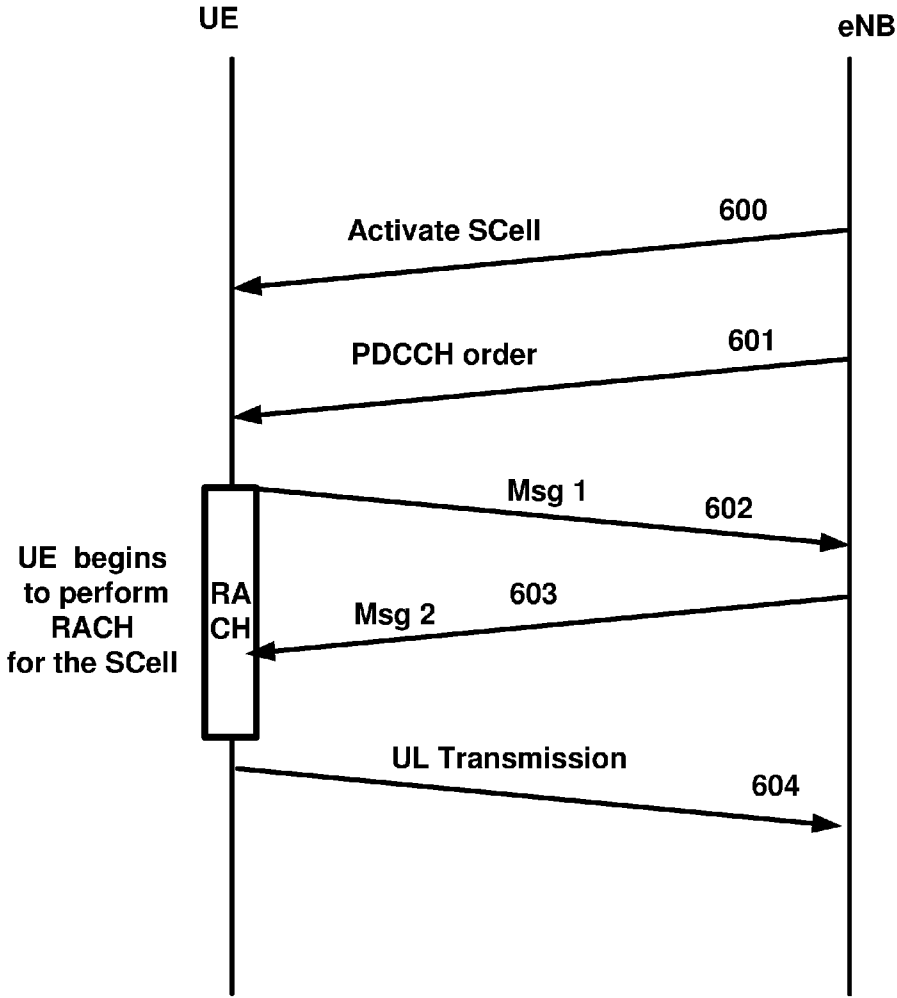 UE
eNB
600
Activate SCell
601
PDCCH order
Msg 1
602
UE begins
to perform
RACH
for the SCell
RA
CH
603
Msg 2
UL Transmission
604